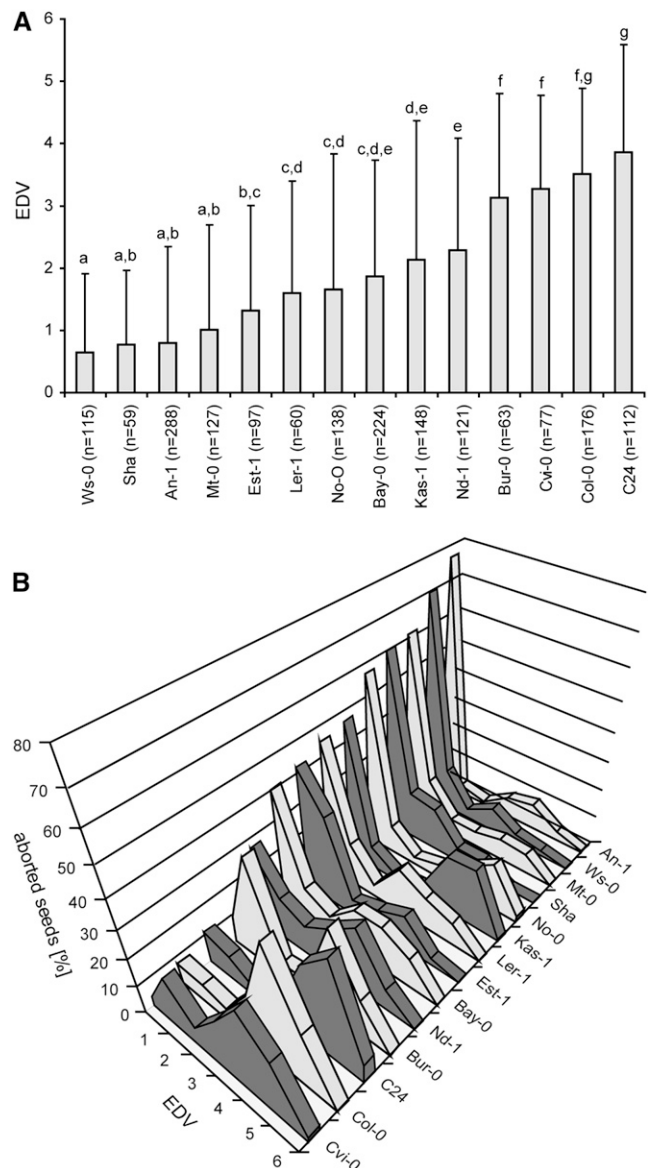 A
6
5
4
3
2
1
0
EDV
a
a,b
a,b
a,b
b,c
c,d
c,d
c,d,e
d,e
e
f
f
f,g
g
Ws-0 (n=115)
Sha (n=59)
An-1 (n=288)
Mt-0 (n=127)
Est-1 (n=97)
Ler-1 (n=60)
No-O (n=138)
Bay-0 (n=224)
Kas-1 (n=148)
Nd-1 (n=121)
Bur-0 (n=63)
Cvi-0 (n=77)
Col-0 (n=176)
C24 (n=112)
B
80
70
60
50
40
30
20
10
0
aborted seeds [%]
1
2
3
4
5
6
EDV
An-1
Ws-0
Mt-0
Sha
No-0
Kas-1
Ler-1
Est-1
Bay-0
Nd-1
Bur-0
C24
Col-0
Cvi-0